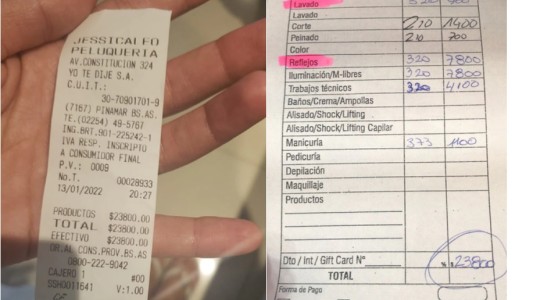 JESSICALEO
PELUQUERIA
AV.CONSTITUCION 324
YO TE DIJE S.A.
C.U.I.T.:
30-70901701-9
(7167) PINAMAR BS.AS.
TE.(02254) 49-5767
ING.BRT.901-225242-1
IVA RESP. INSCRIPTO
A CONSUMIDOR FINAL
P.V.: 0009
No.T. 00028933
13/01/2022 20:27
PRODUCTOS $23800.00
TOTAL $23800.00
EFECTIVO $23800.00
OR.AL CONS.PROV.BS.AS
0800-222-9042
CAJERO 1 #00
SSHG011641 V:1.00
Lavado
Lavado
Corte 210 1400
Peinado 210 700
Color
Reflejos 320 7800
Iluminación/M-libres 320 7800
Trabajos técnicos 320 4100
Baños/Crema/Ampollas
Alisado/Shock/Lifting
Alisado/Shock/Lifting Capilar
Manicuría 373 1100
Pedicuría
Depilación
Maquillaje
Productos
Dto / Int / Gift Card N° 23800
TOTAL
Forma de Pago